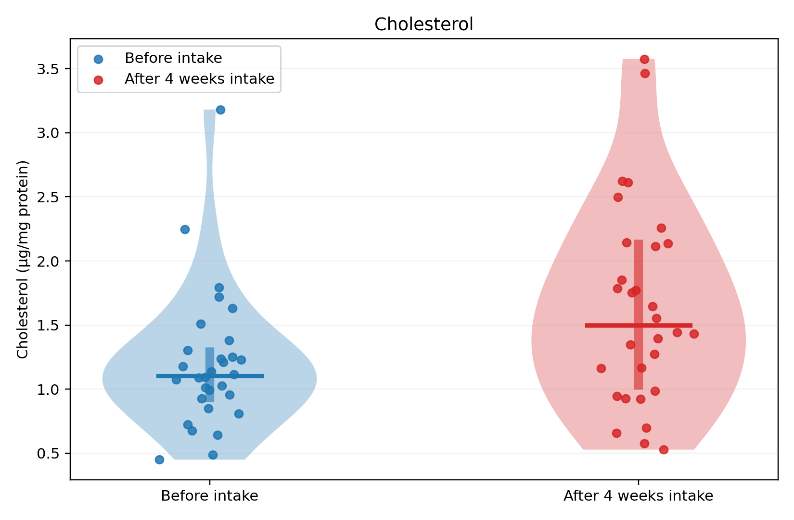 Cholesterol
Before intake
After 4 weeks intake
Cholesterol (µg/mg protein)
3.5
3.0
2.5
2.0
1.5
1.0
0.5
Before intake
After 4 weeks intake